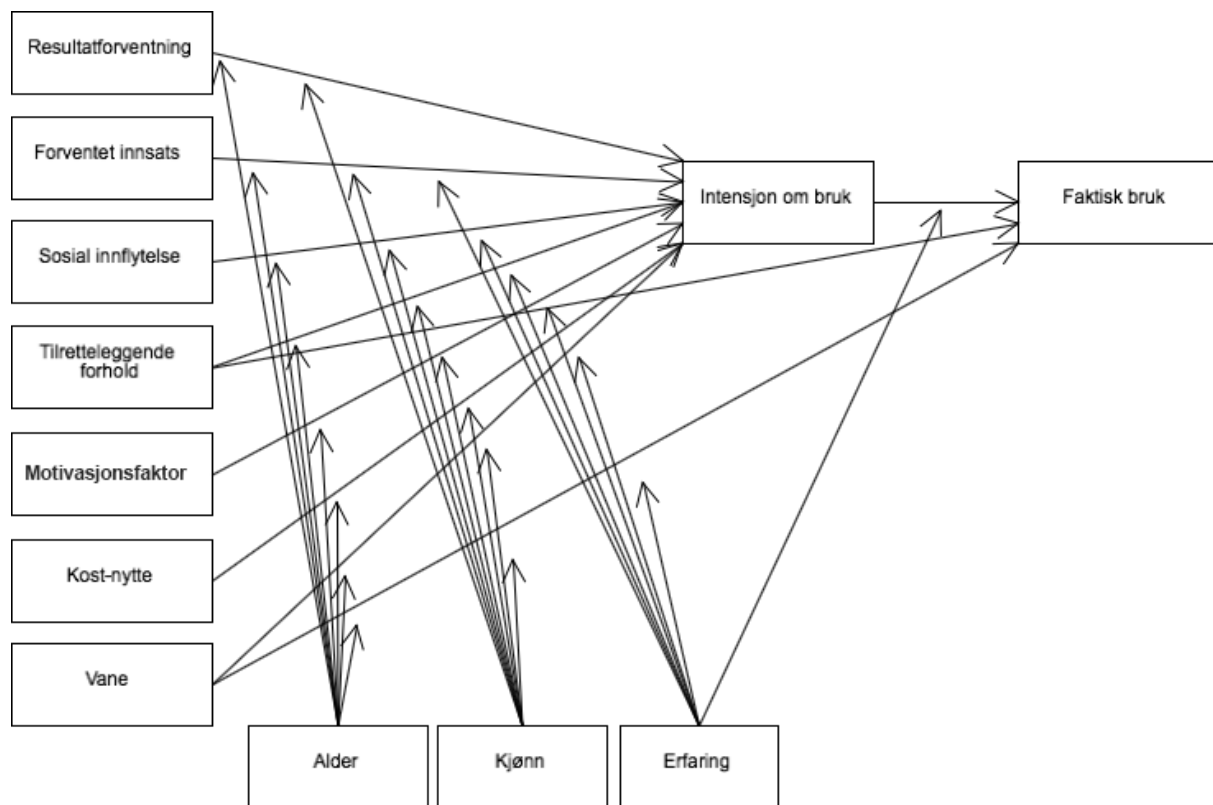 Resultatforventning
Forventet innsats
Sosial innflytelse
Tilretteleggende
forhold
Motivasjonsfaktor
Kost-nytte
Vane
Intensjon om bruk
Faktisk bruk
Alder
Kjønn
Erfaring